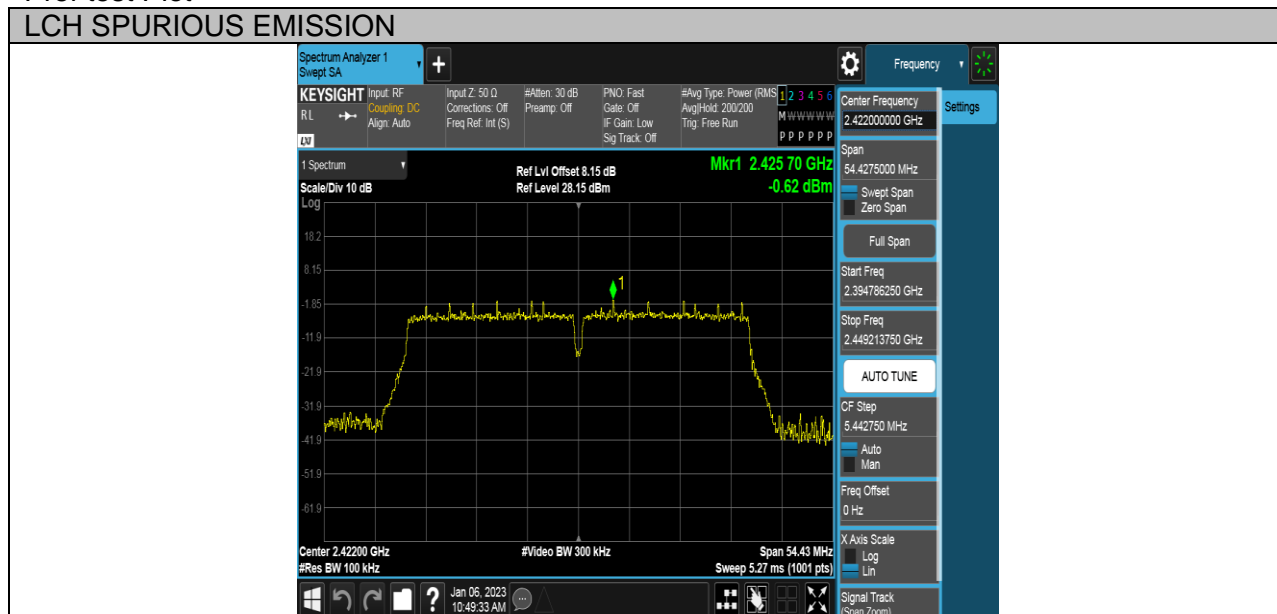 LCH SPURIOUS EMISSION
Spectrum Analyzer 1
Swept SA
+
Frequency
KEYSIGHT
RL
LXI
Input: RF
Coupling: DC
Align: Auto
Input Z: 50 Ω
Corrections: Off
Freq Ref: Int (S)
#Atten: 30 dB
Preamp: Off
PNO: Fast
Gate: Off
IF Gain: Low
Sig Track: Off
#Avg Type: Power (RMS
Avg|Hold: 200/200
Trig: Free Run
1 2 3 4 5 6
M W W W W W
P P P P P P
1 Spectrum
Scale/Div 10 dB
Log
Ref Lvl Offset 8.15 dB
Ref Level 28.15 dBm
Mkr1 2.425 70 GHz
-0.62 dBm
18.2
8.15
-1.85
-11.9
-21.9
-31.9
-41.9
-51.9
-61.9
1
Center 2.42200 GHz
#Res BW 100 kHz
#Video BW 300 kHz
Span 54.43 MHz
Sweep 5.27 ms (1001 pts)
Center Frequency
2.422000000 GHz
Settings
Span
54.4275000 MHz
Swept Span
Zero Span
Full Span
Start Freq
2.394786250 GHz
Stop Freq
2.449213750 GHz
AUTO TUNE
CF Step
5.442750 MHz
Auto
Man
Freq Offset
0 Hz
X Axis Scale
Log
Lin
Signal Track
(Span Zoom)
?
Jan 06, 2023
10:49:33 AM